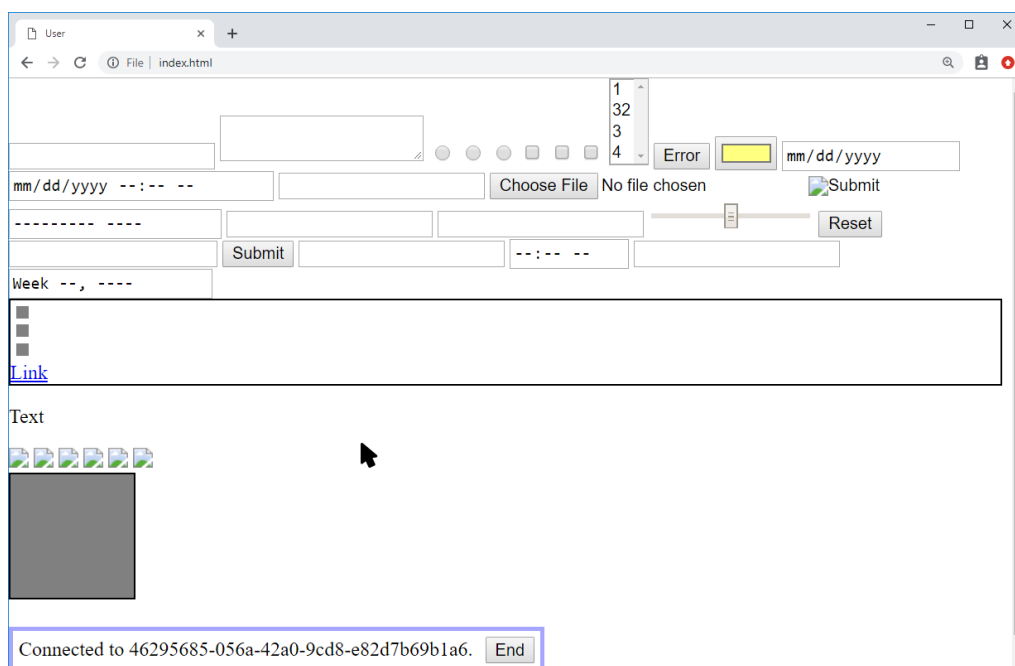 User
File | index.html
1
32
3
4
Error
mm/dd/yyyy
mm/dd/yyyy --:-- --
Choose File No file chosen
Submit
--------- ----
Reset
Submit
--:-- --
Week --, ----
Link
Text
Connected to 46295685-056a-42a0-9cd8-e82d7b69b1a6.
End